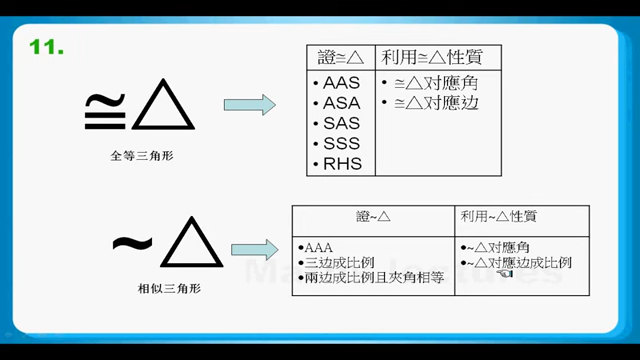 11.
≅△
全等三角形
證≅△ 利用≅△性質
•AAS
•ASA
•SAS
•SSS
•RHS
•≅△对應角
•≅△对應边
~△
相似三角形
證~△ 利用~△性質
•AAA
•三边成比例
•兩边成比例且夾角相等
•~△对應角
•~△对應边成比例